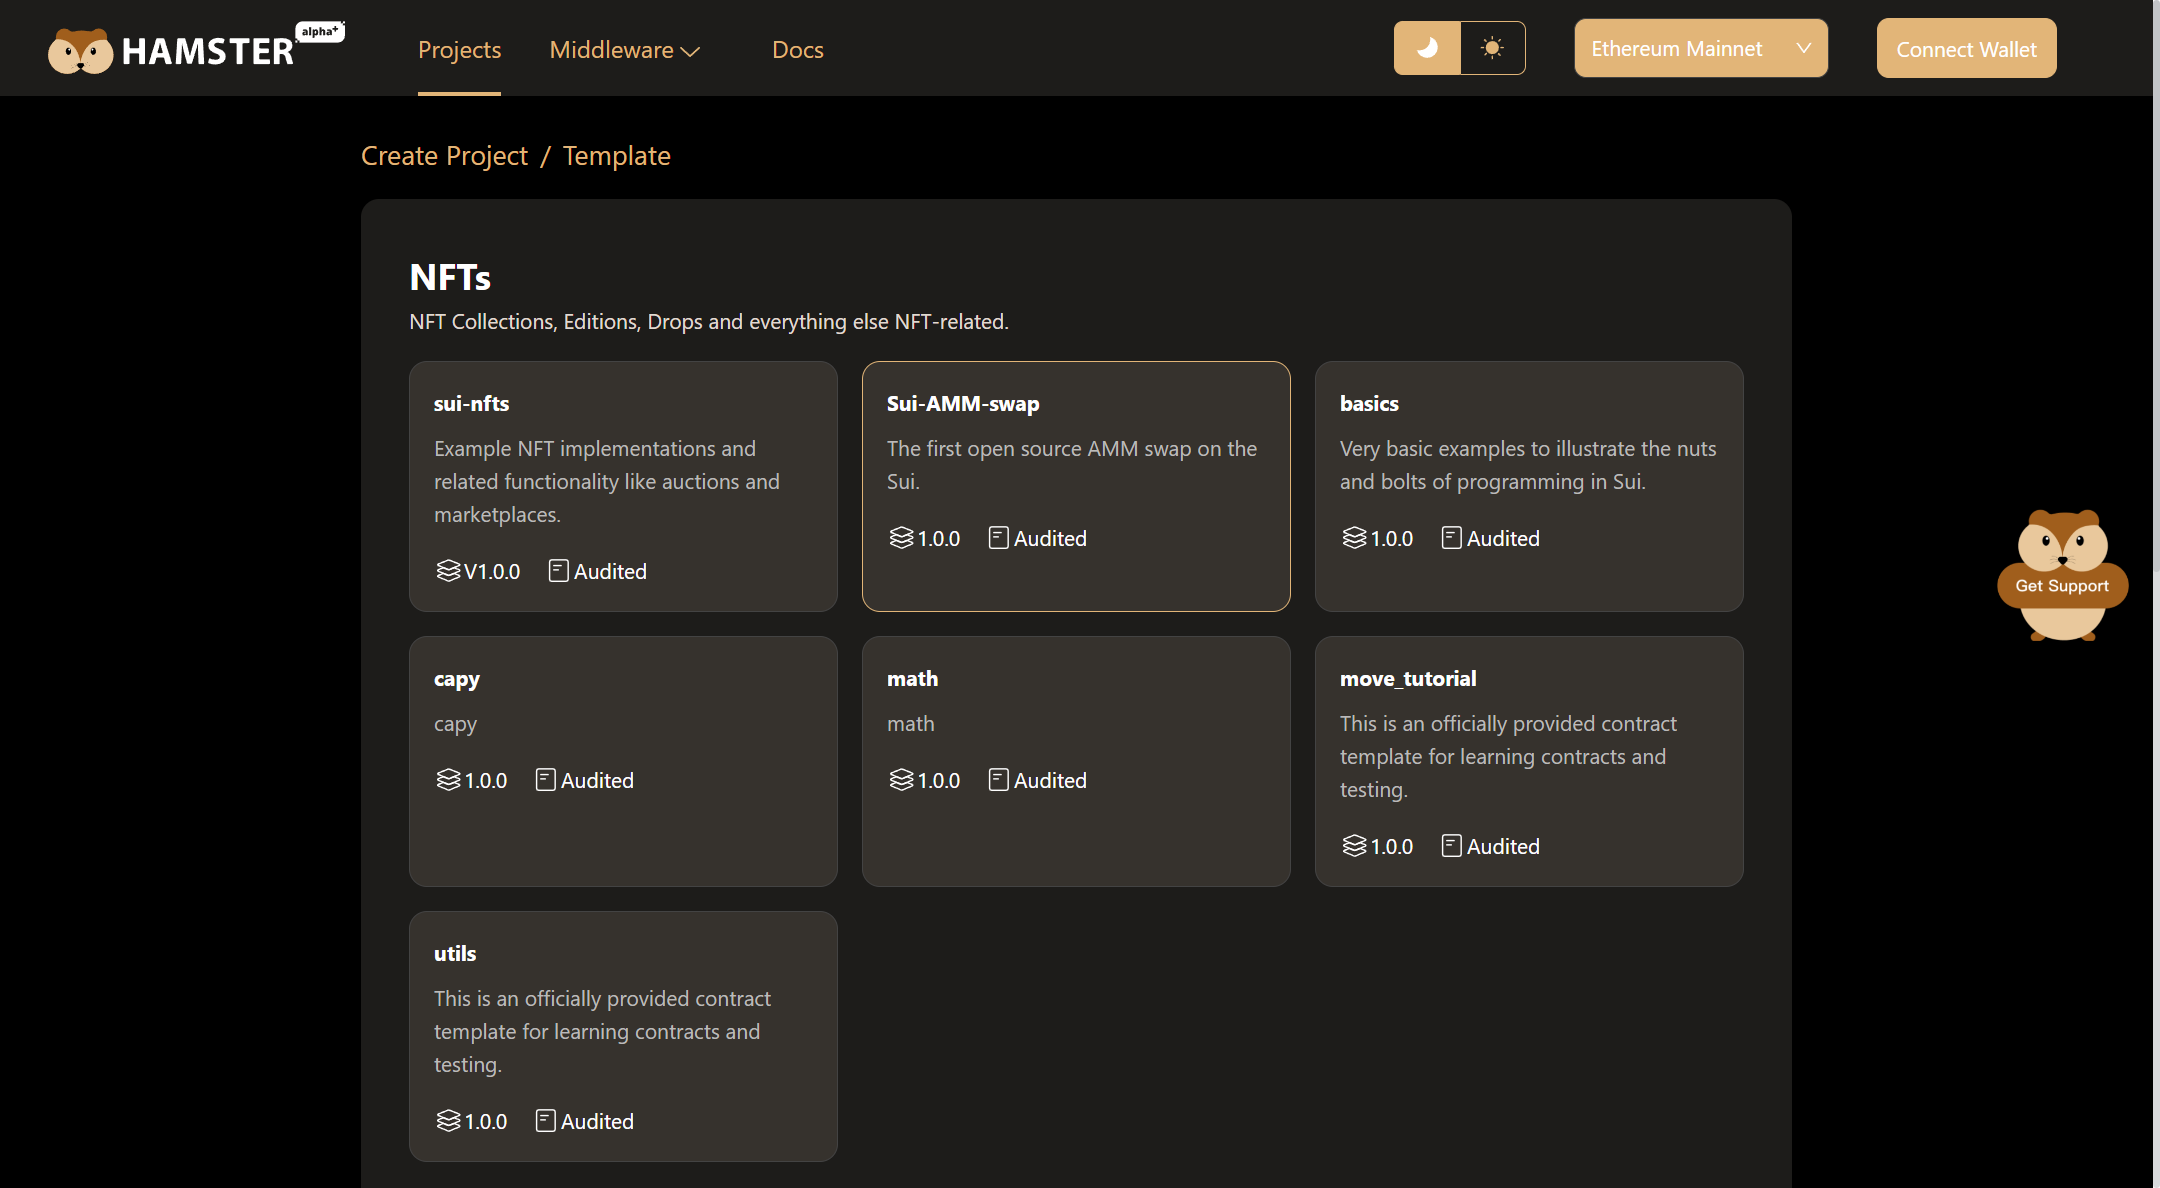 HAMSTER alpha+
Projects
Middleware
Docs
Ethereum Mainnet
Connect Wallet
Create Project / Template
NFTs
NFT Collections, Editions, Drops and everything else NFT-related.
sui-nfts
Example NFT implementations and
related functionality like auctions and
marketplaces.
V1.0.0 Audited
Sui-AMM-swap
The first open source AMM swap on the
Sui.
1.0.0 Audited
basics
Very basic examples to illustrate the nuts
and bolts of programming in Sui.
1.0.0 Audited
capy
capy
1.0.0 Audited
math
math
1.0.0 Audited
move_tutorial
This is an officially provided contract
template for learning contracts and
testing.
1.0.0 Audited
utils
This is an officially provided contract
template for learning contracts and
testing.
1.0.0 Audited
Get Support